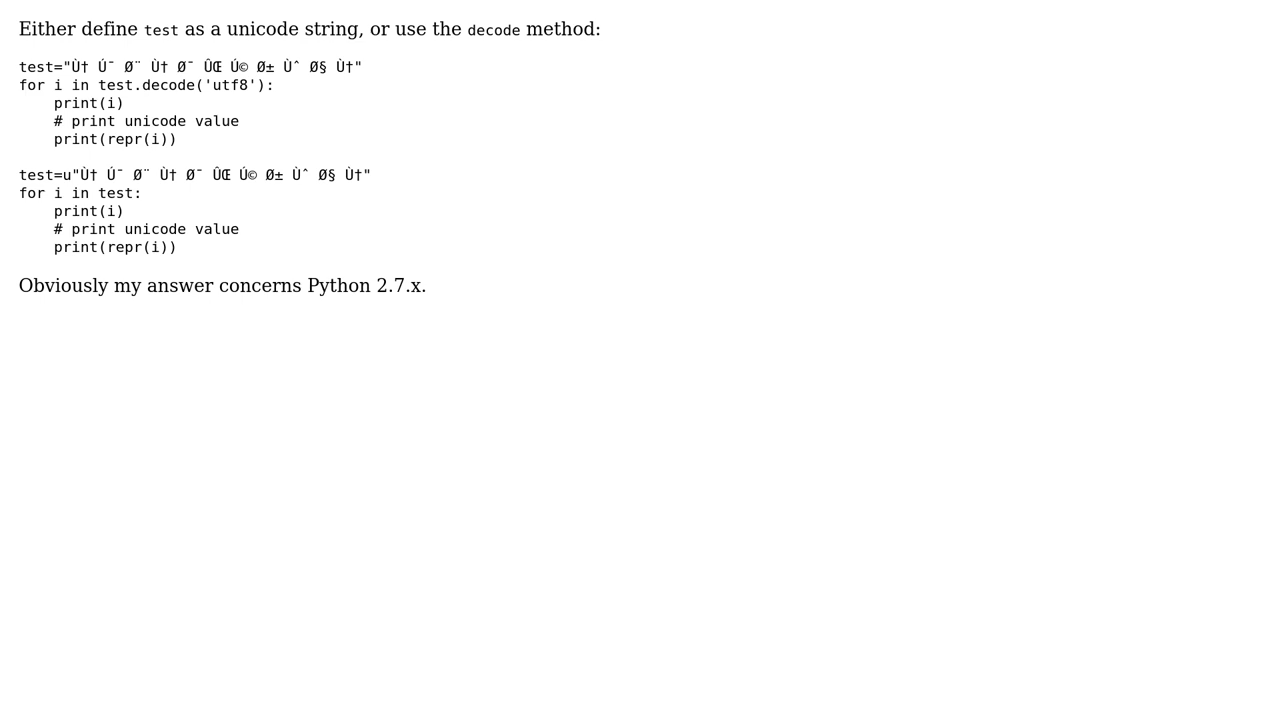 Either define test as a unicode string, or use the decode method:
test="Ù† Ú¯ Ø¨ Ù† Ø¯ ÛŒ Ú© Ø± Ùˆ Ø§ Ù†"
for i in test.decode('utf8'):
    print(i)
    # print unicode value
    print(repr(i))
test=u"Ù† Ú¯ Ø¨ Ù† Ø¯ ÛŒ Ú© Ø± Ùˆ Ø§ Ù†"
for i in test:
    print(i)
    # print unicode value
    print(repr(i))
Obviously my answer concerns Python 2.7.x.